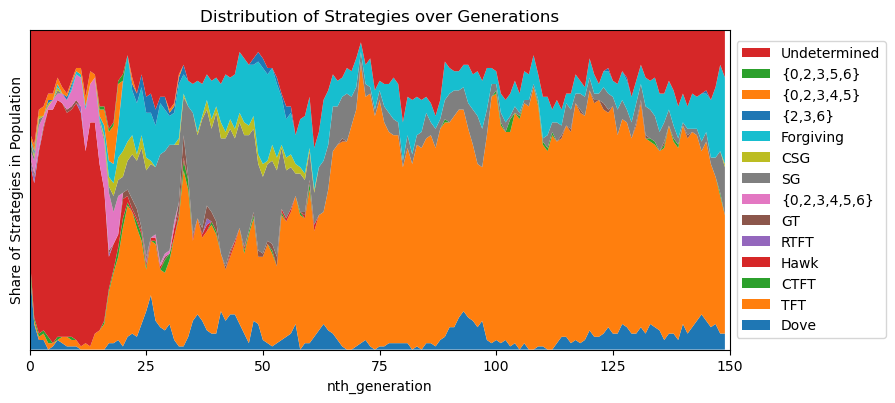 Distribution of Strategies over Generations
Share of Strategies in Population
0 25 50 75 100 125 150
nth_generation
Undetermined
{0,2,3,5,6}
{0,2,3,4,5}
{2,3,6}
Forgiving
CSG
SG
{0,2,3,4,5,6}
GT
RTFT
Hawk
CTFT
TFT
Dove